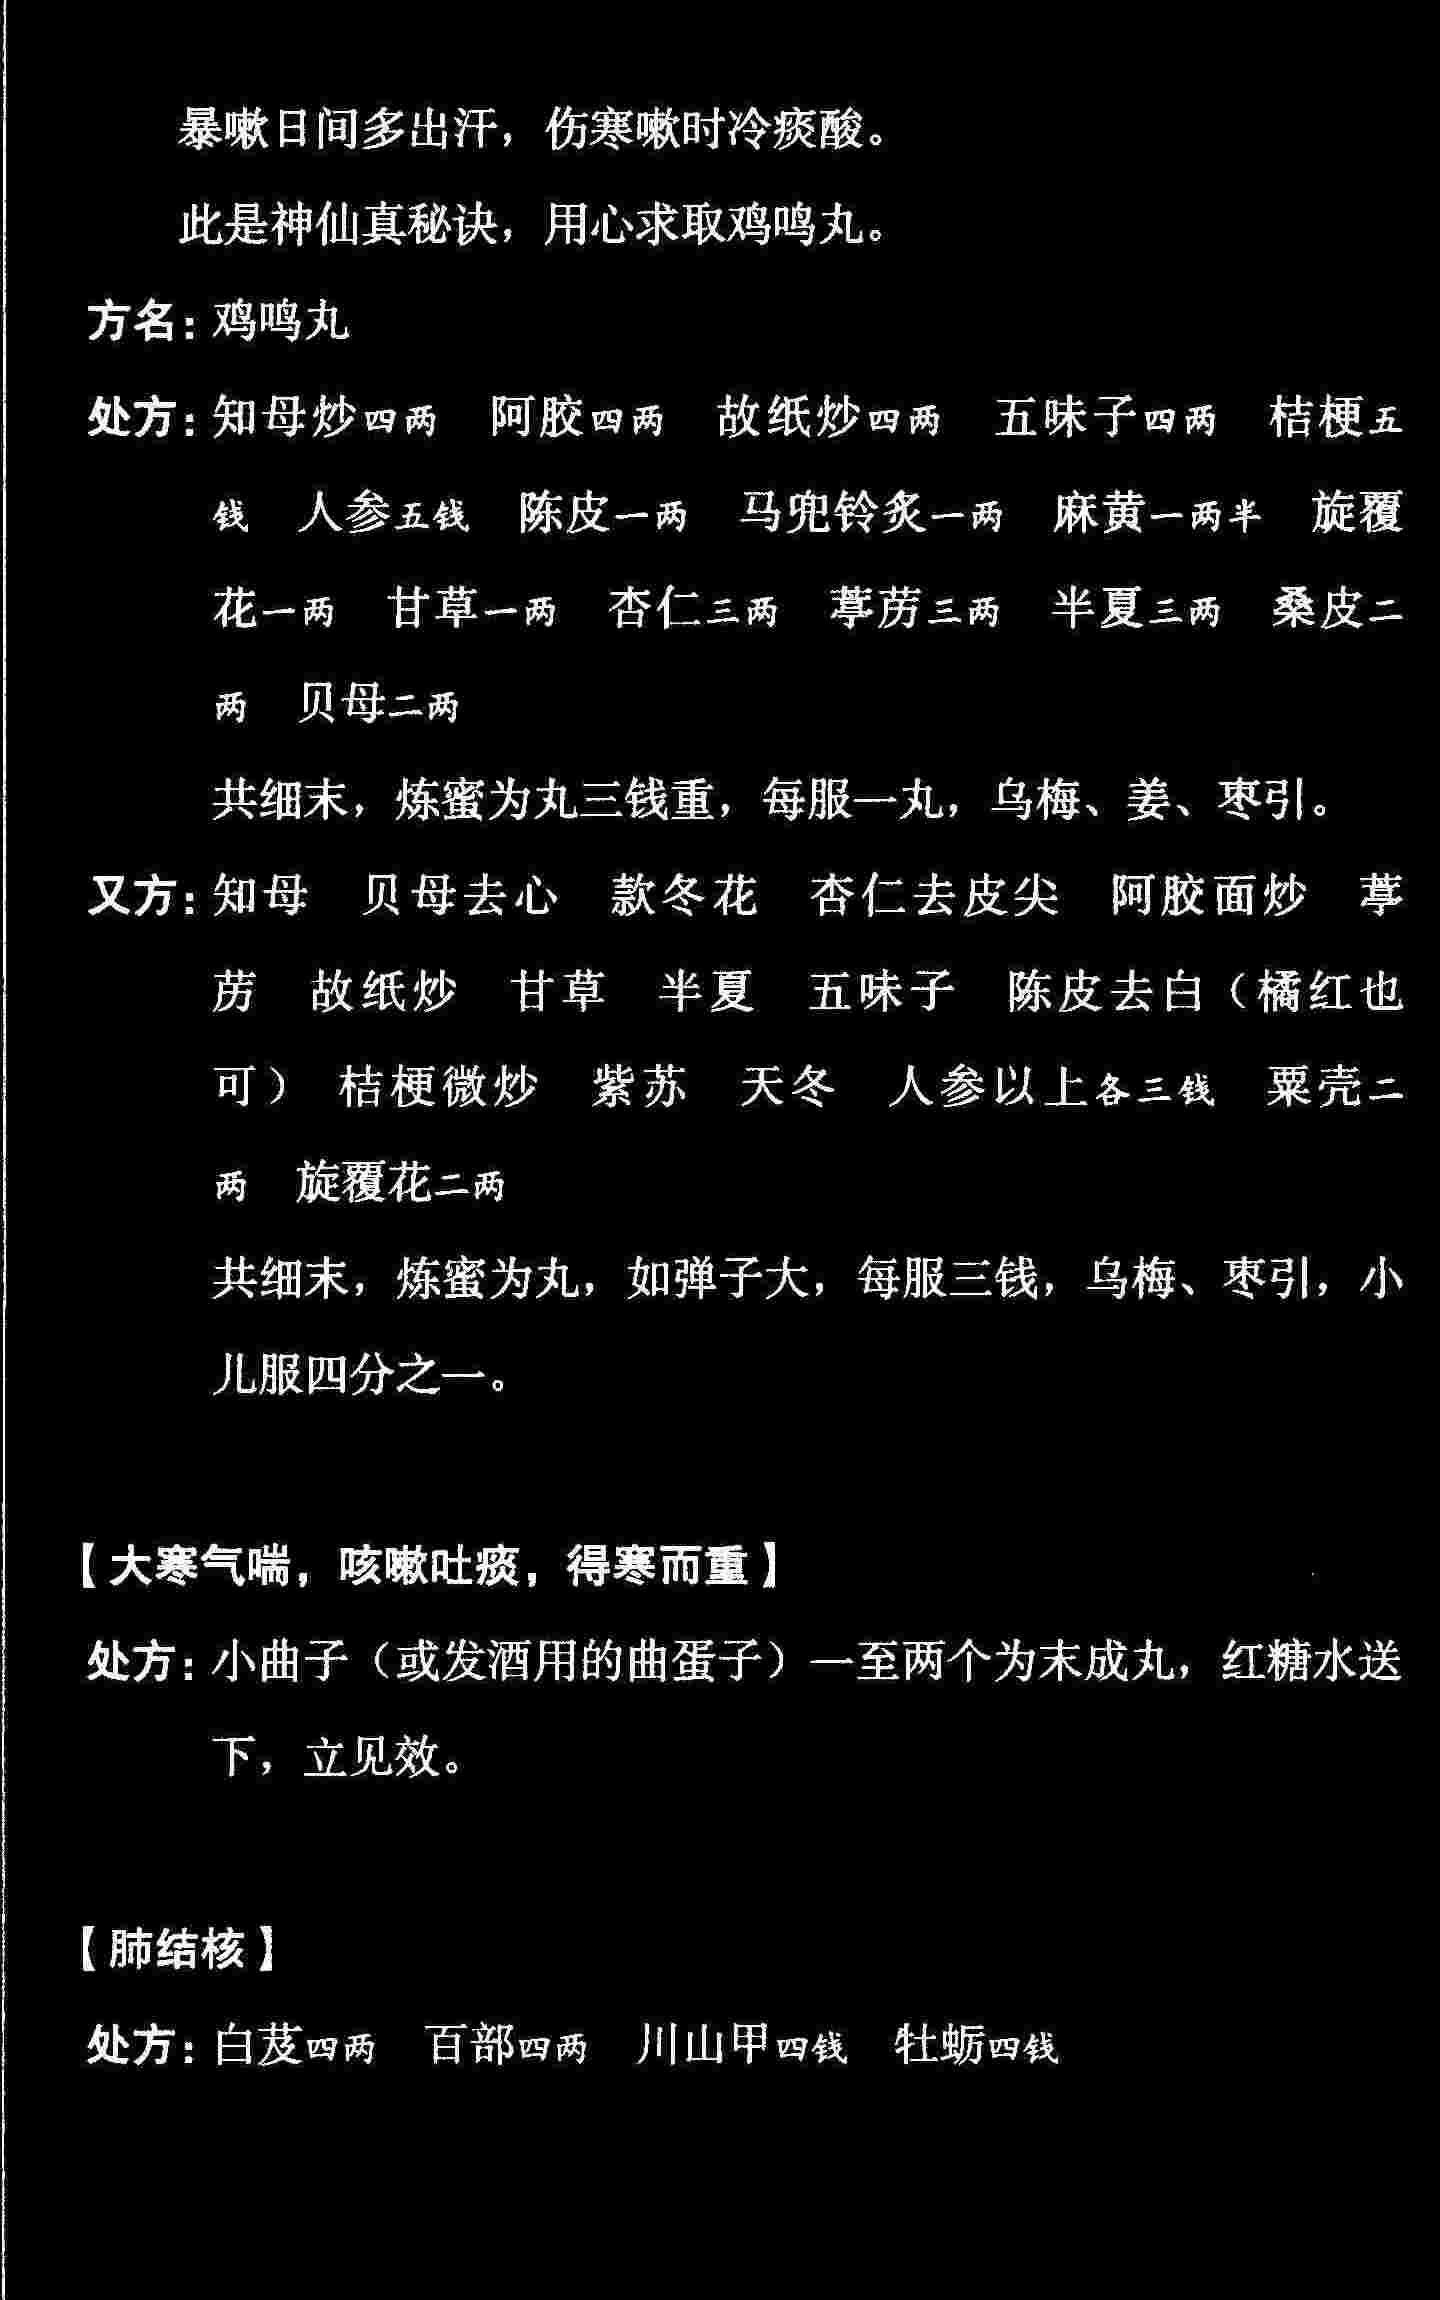 暴嗽日间多出汗，伤寒嗽时冷痰酸。
此是神仙真秘诀，用心求取鸡鸣丸。
方名：鸡鸣丸
处方：知母炒四两　阿胶四两　故纸炒四两　五味子四两　桔梗五
钱　人参五钱　陈皮一两　马兜铃炙一两　麻黄一两半　旋覆
花一两　甘草一两　杏仁三两　葶苈三两　半夏三两　桑皮二
两　贝母二两
共细末，炼蜜为丸三钱重，每服一丸，乌梅、姜、枣引。
又方：知母　贝母去心　款冬花　杏仁去皮尖　阿胶面炒　葶
苈　故纸炒　甘草　半夏　五味子　陈皮去白（橘红也
可）　桔梗微炒　紫苏　天冬　人参以上各三钱　粟壳二
两　旋覆花二两
共细末，炼蜜为丸，如弹子大，每服三钱，乌梅、枣引，小
儿服四分之一。
【大寒气喘，咳嗽吐痰，得寒而重】
处方：小曲子（或发酒用的曲蛋子）一至两个为末成丸，红糖水送
下，立见效。
【肺结核】
处方：白芨四两　百部四两　川山甲四钱　牡蛎四钱